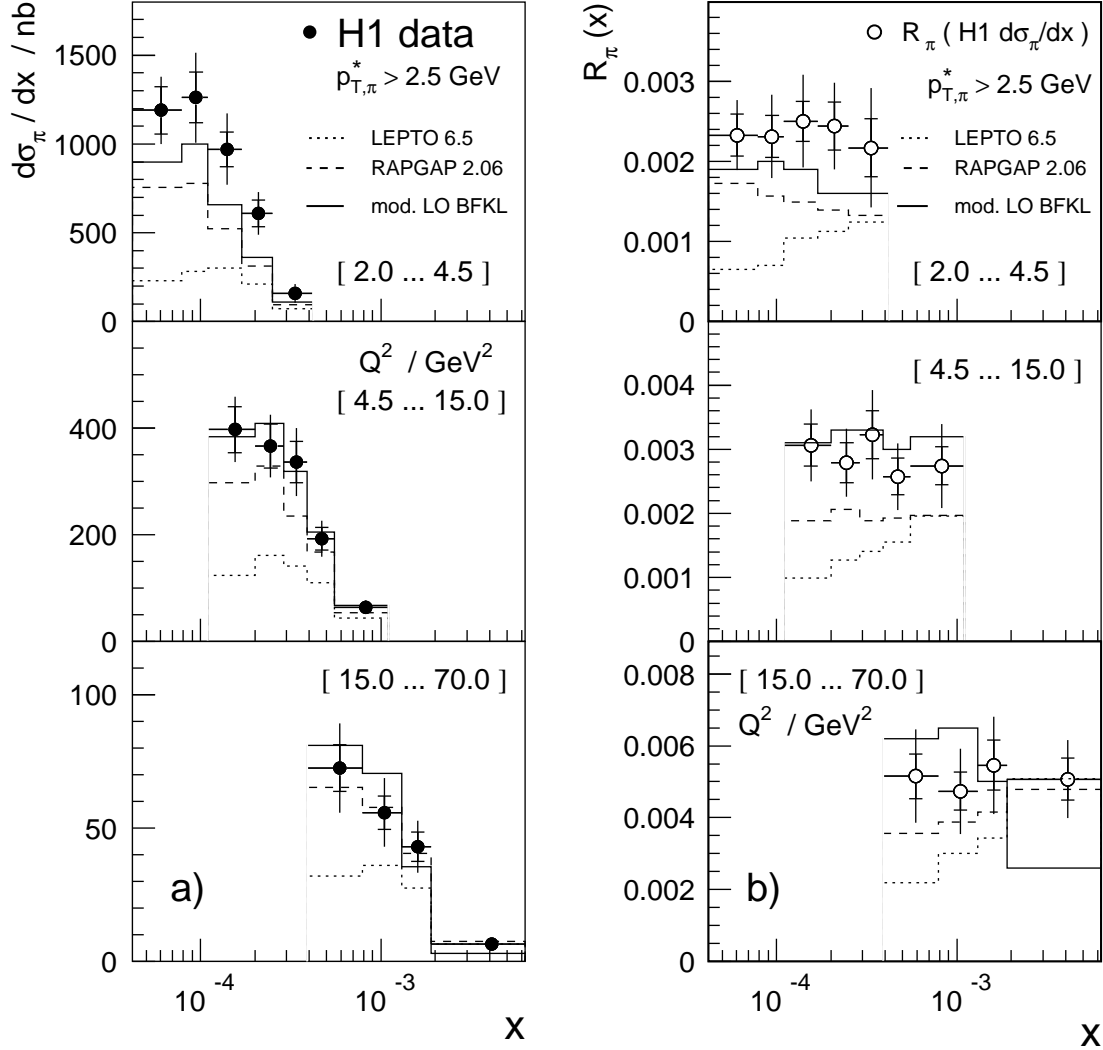 dσ_π / dx / nb
1800
1500
1000
500
0
● H1 data
p*_{T,π} > 2.5 GeV
LEPTO 6.5
RAPGAP 2.06
mod. LO BFKL
[ 2.0 ... 4.5 ]
400
200
0
Q² / GeV²
[ 4.5 ... 15.0 ]
100
50
0
[ 15.0 ... 70.0 ]
a)
10⁻⁴
10⁻³
x
R_π (x)
0.003
0.002
0.001
0
○ R_π ( H1 dσ_π/dx)
p*_{T,π} > 2.5 GeV
LEPTO 6.5
RAPGAP 2.06
mod. LO BFKL
[ 2.0 ... 4.5 ]
0.004
0.003
0.002
0.001
0
[ 4.5 ... 15.0 ]
0.008
0.006
0.004
0.002
0
[ 15.0 ... 70.0 ]
Q² / GeV²
b)
10⁻⁴
10⁻³
x